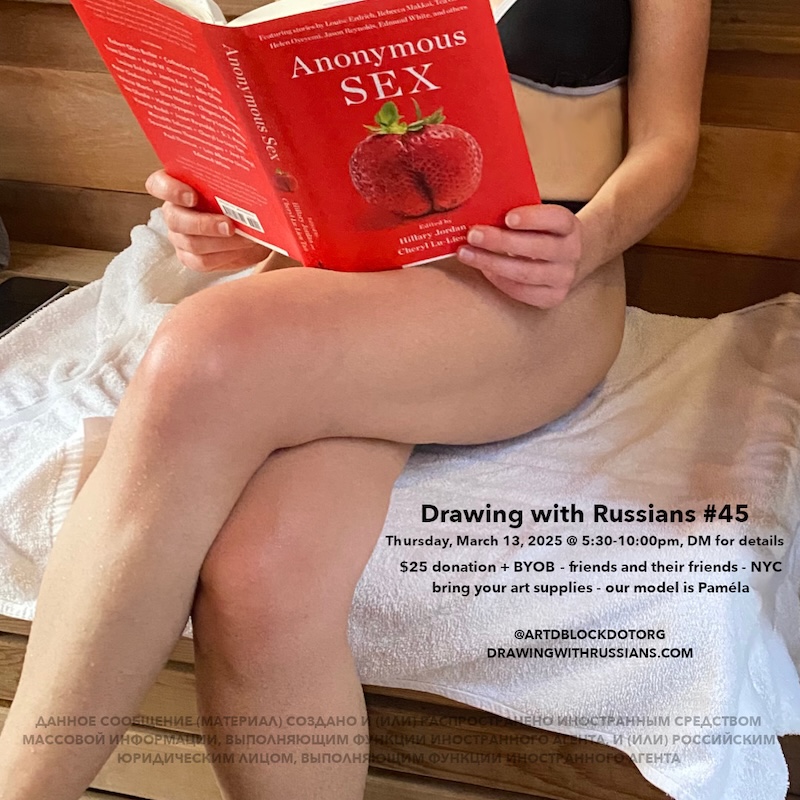 Featuring stories by Louise Erdrich, Rebecca Makkai,
Helen Oyeyemi, Jason Reynolds, Edmund White, and others
Anonymous
SEX
Edited by
Hillary Jordan
Cheryl Lu-Lien
Anonymous Sex
Drawing with Russians #45
Thursday, March 13, 2025 @ 5:30-10:00pm, DM for details
$25 donation + BYOB - friends and their friends - NYC
bring your art supplies - our model is Paméla
@ARTDBLOCKDOTORG
DRAWINGWITHRUSSIANS.COM
ДАННОЕ СООБЩЕНИЕ (МАТЕРИАЛ) СОЗДАНО И (ИЛИ) РАСПРОСТРАНЕНО ИНОСТРАННЫМ СРЕДСТВОМ
МАССОВОЙ ИНФОРМАЦИИ, ВЫПОЛНЯЮЩИМ ФУНКЦИИ ИНОСТРАННОГО АГЕНТА, И (ИЛИ) РОССИЙСКИМ
ЮРИДИЧЕСКИМ ЛИЦОМ, ВЫПОЛНЯЮЩИМ ФУНКЦИИ ИНОСТРАННОГО АГЕНТА